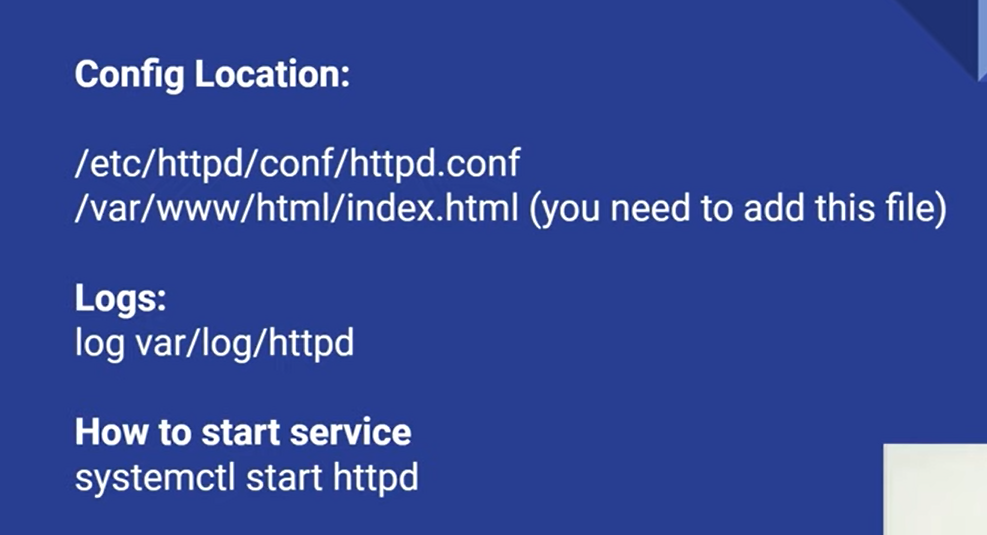 Config Location:
/etc/httpd/conf/httpd.conf
/var/www/html/index.html (you need to add this file)
Logs:
log var/log/httpd
How to start service
systemctl start httpd